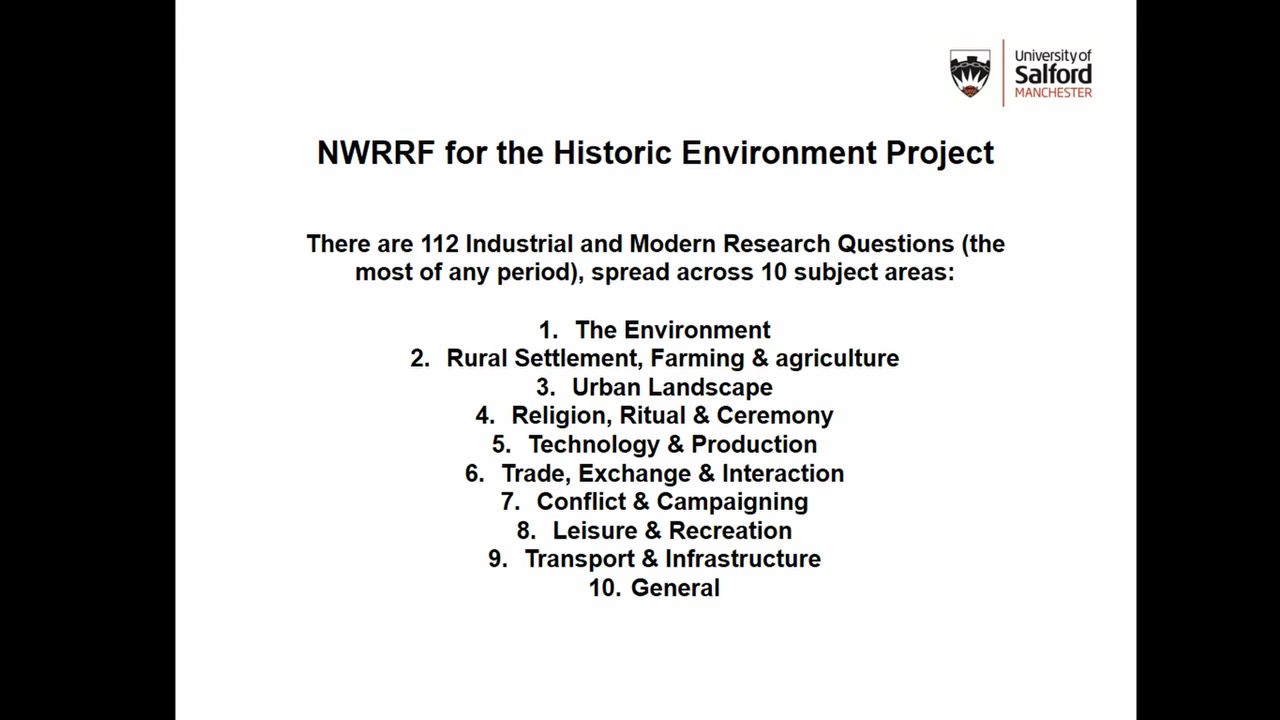 University of
Salford
MANCHESTER
NWRRF for the Historic Environment Project
There are 112 Industrial and Modern Research Questions (the
most of any period), spread across 10 subject areas:
1. The Environment
2. Rural Settlement, Farming & agriculture
3. Urban Landscape
4. Religion, Ritual & Ceremony
5. Technology & Production
6. Trade, Exchange & Interaction
7. Conflict & Campaigning
8. Leisure & Recreation
9. Transport & Infrastructure
10. General